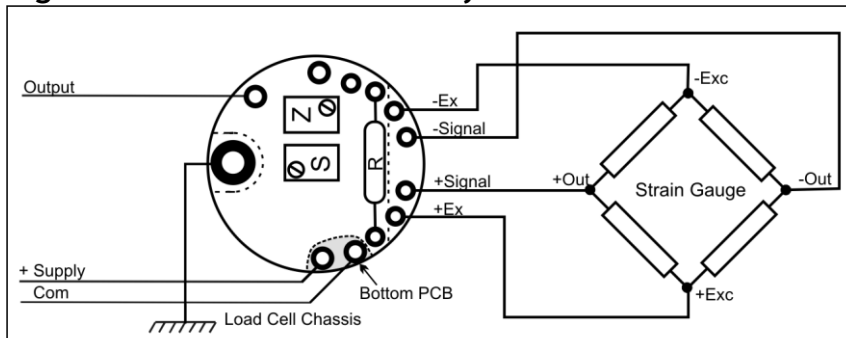 Output
Z
S
R
-Ex
-Signal
+Signal
+Ex
-Exc
+Out
Strain Gauge
-Out
+Exc
+ Supply
Com
Bottom PCB
Load Cell Chassis